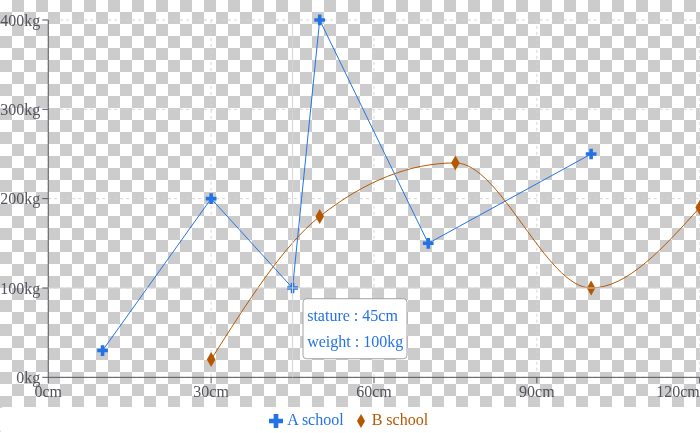 400kg
300kg
200kg
100kg
stature : 45cm
weight : 100kg
0kg
0cm 30cm 60cm 90cm 120cm
A school B school